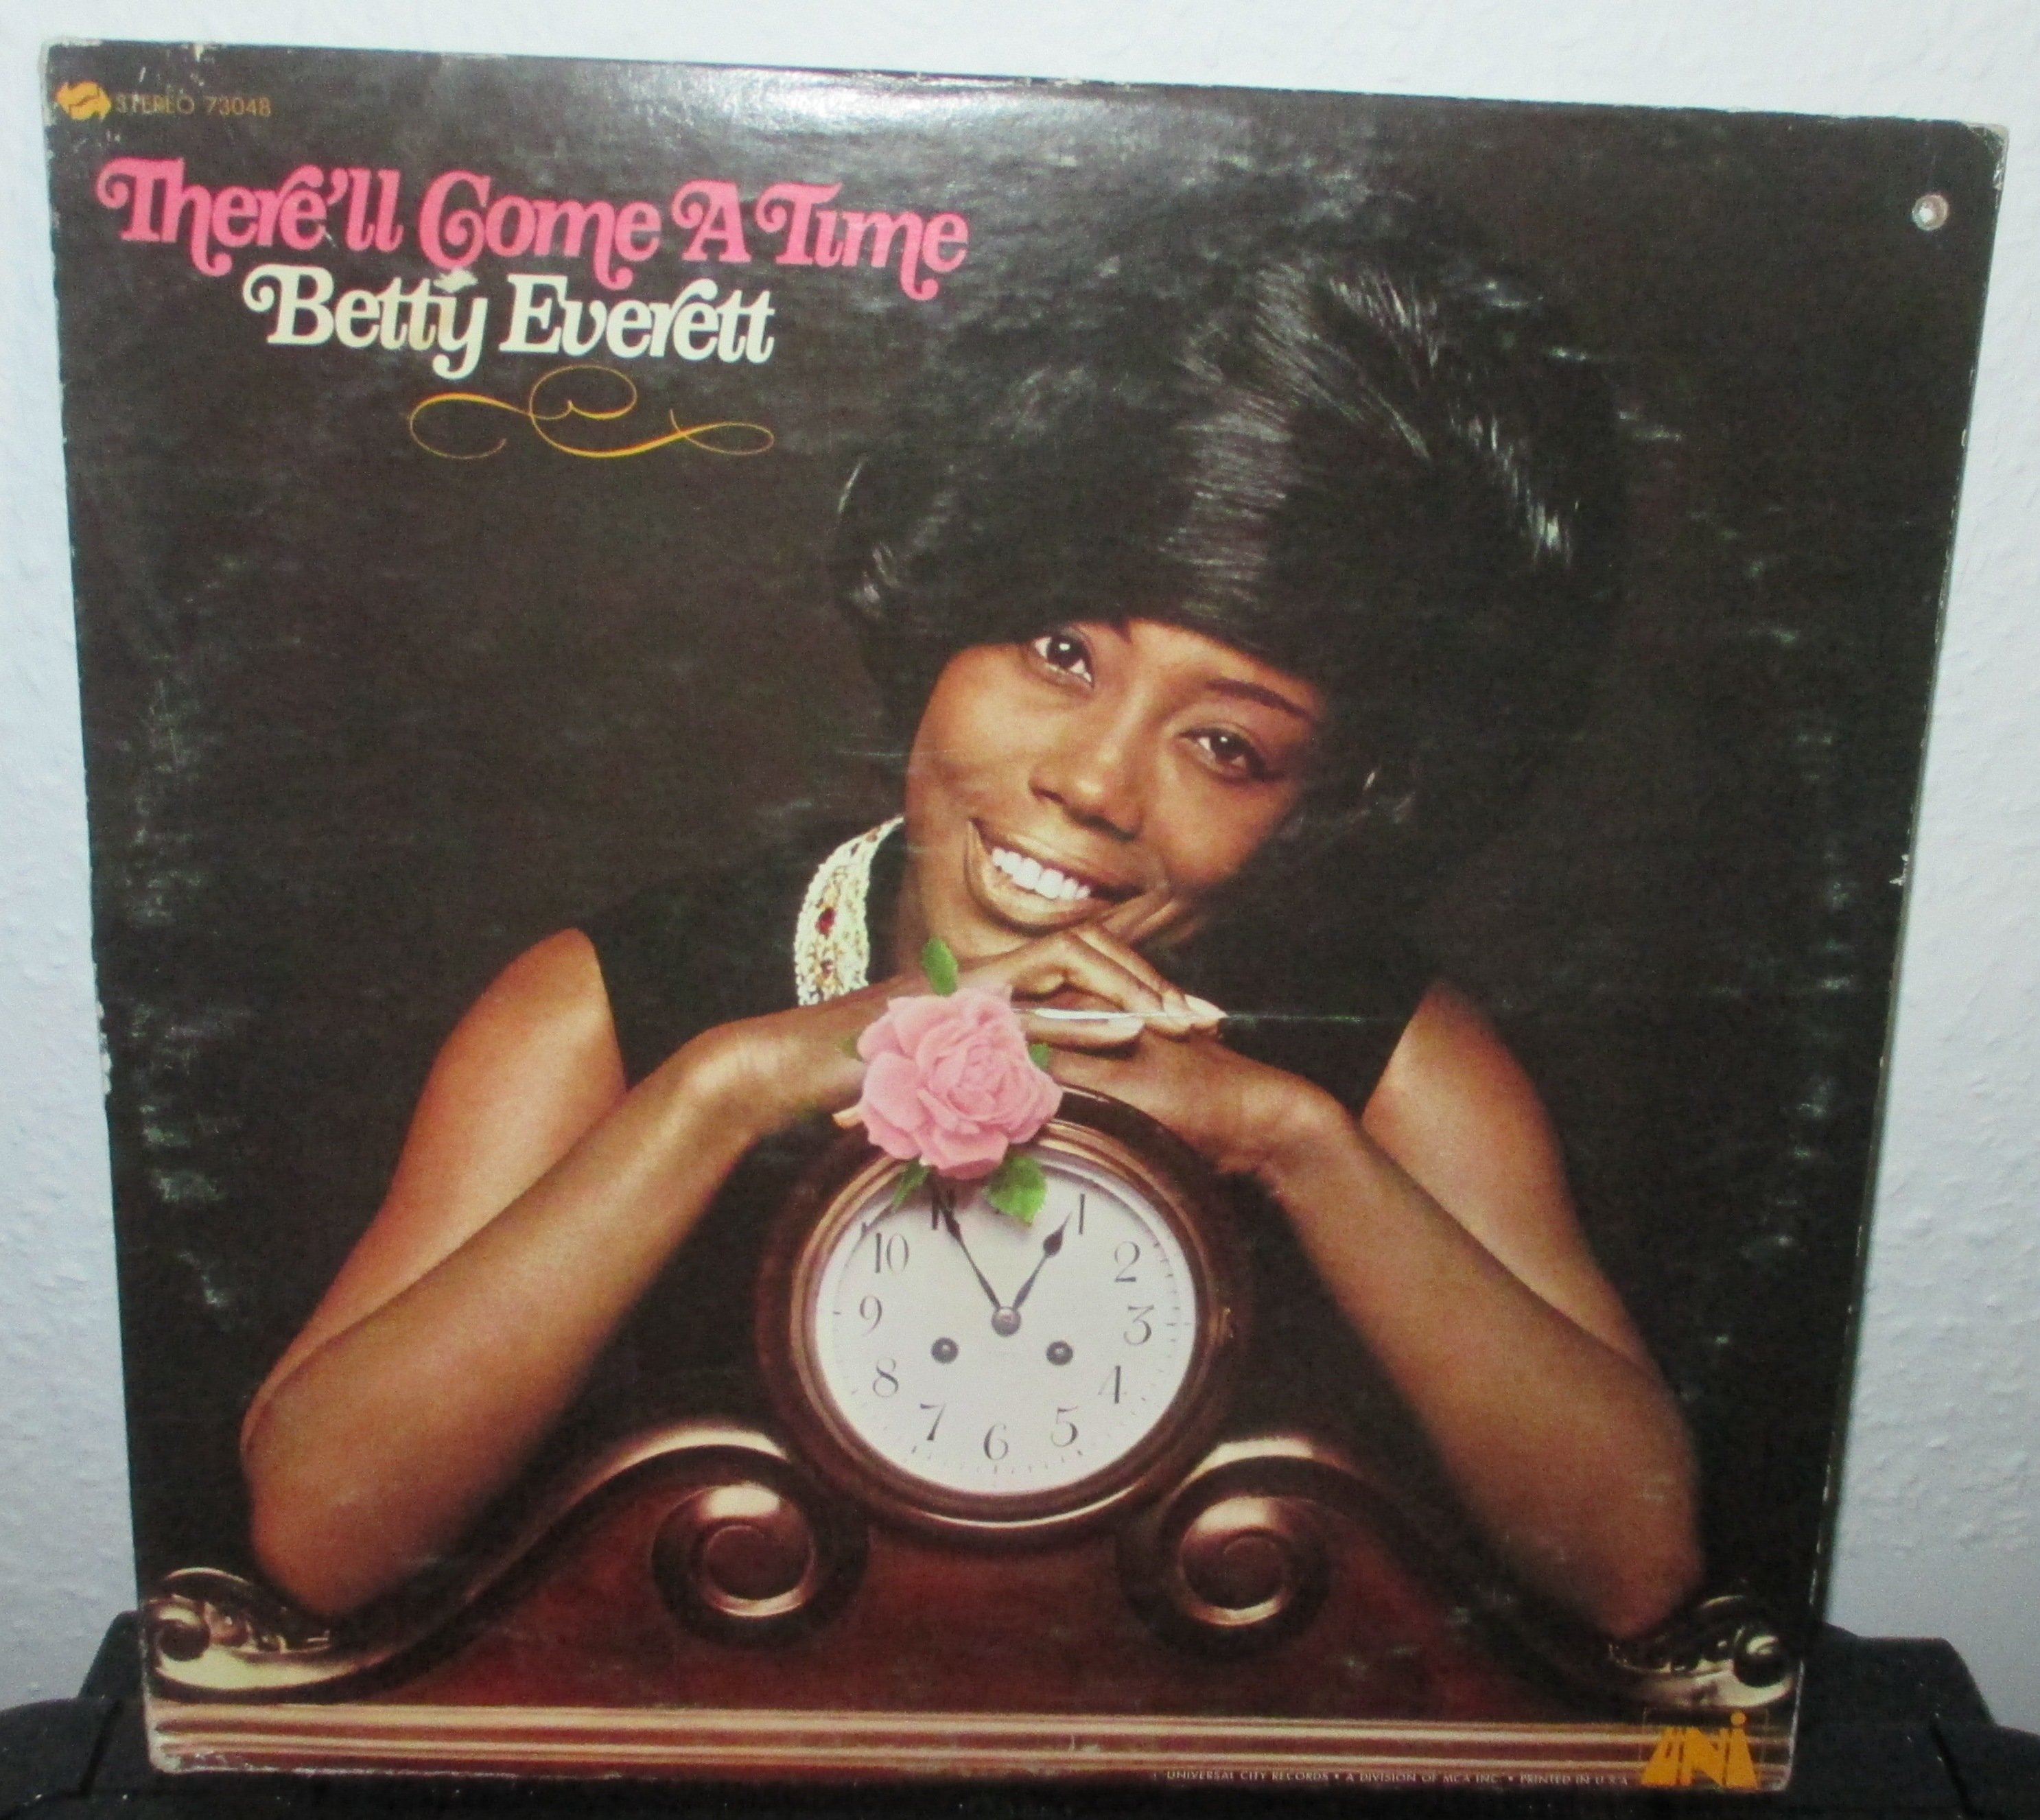 STEREO 73048
There'll Come A Time
Betty Everett
1
10
2
9
3
8
4
7
5
6
UNI
UNIVERSAL CITY RECORDS • A DIVISION OF MCA INC. • PRINTED IN U.S.A.